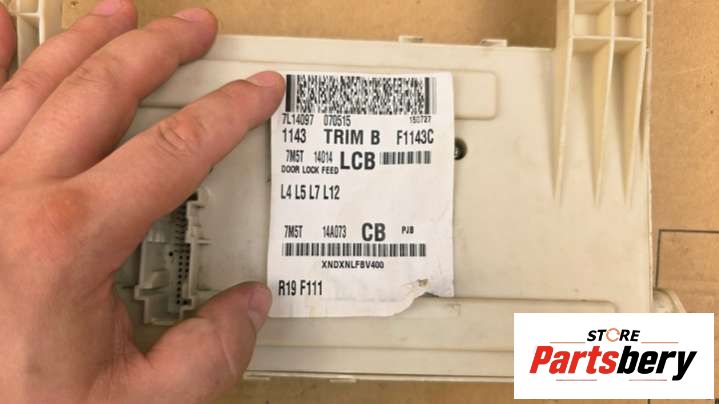 7L14097 070515 150727
1143 TRIM B F1143C
7M5T 14014 LCB
DOOR LOCK FEED
L4 L5 L7 L12
7M5T 14A073 CB PJB
XNDXNLFBV400
R19 F111
STORE
Partsbery